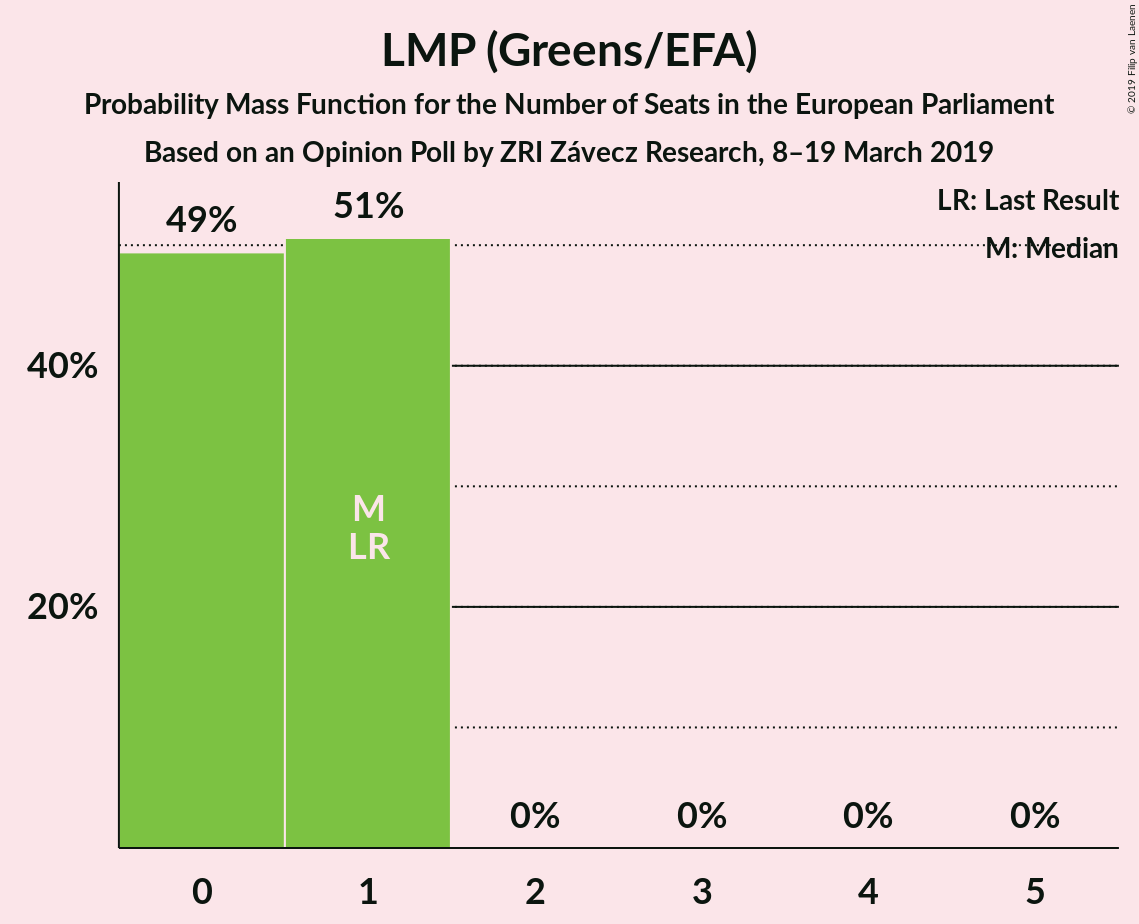 LMP (Greens/EFA)
Probability Mass Function for the Number of Seats in the European Parliament
Based on an Opinion Poll by ZRI Závecz Research, 8–19 March 2019
© 2019 Filip van Laenen
LR: Last Result
M: Median
49%
51%
40%
20%
M
LR
0%
0%
0%
0%
0
1
2
3
4
5